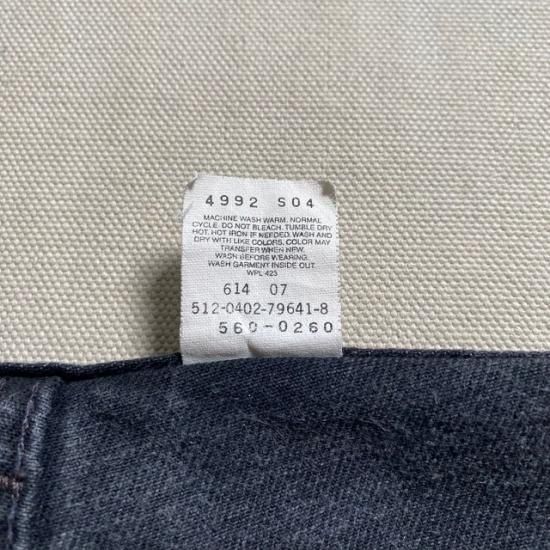 4992 S04
MACHINE WASH WARM. NORMAL
CYCLE. DO NOT BLEACH. TUMBLE DRY
HOT. HOT IRON IF NEEDED. WASH AND
DRY WITH LIKE COLORS. COLOR MAY
TRANSFER WHEN NEW.
WASH BEFORE WEARING.
WASH GARMENT INSIDE OUT.
WPL 423
614 07
512-0402-79641-8
560-0260